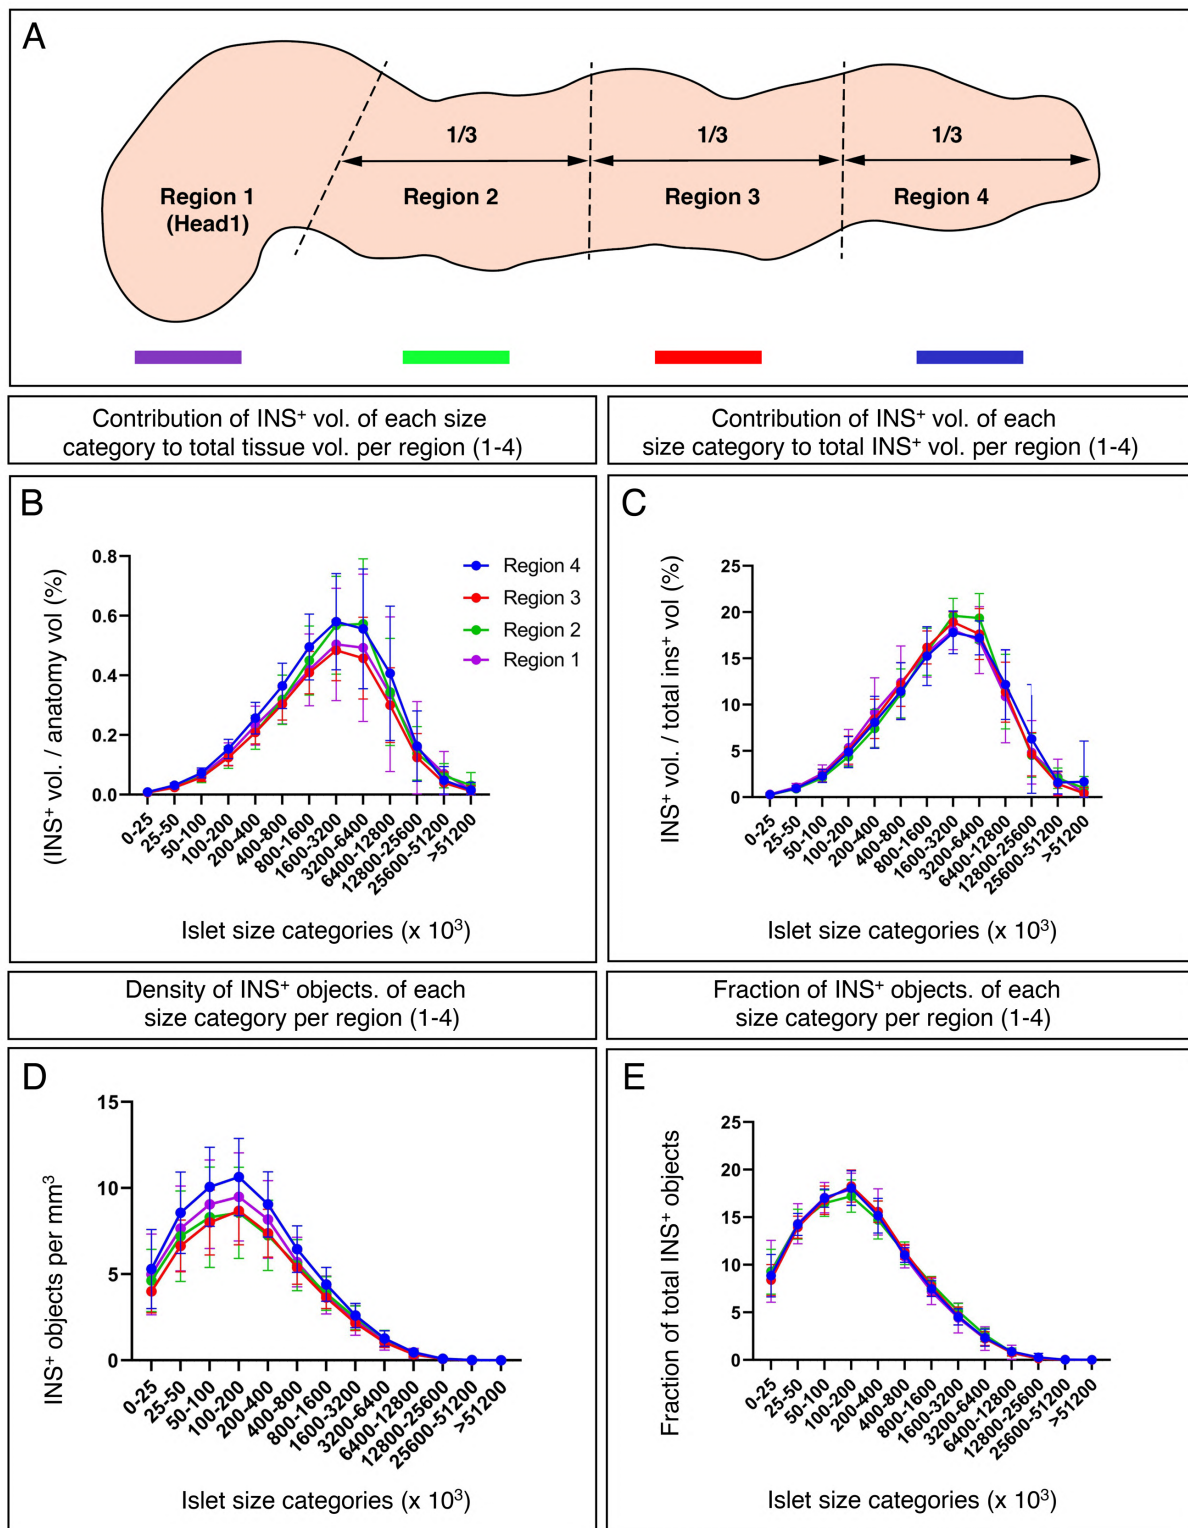 A
1/3
1/3
1/3
Region 1
(Head1)
Region 2
Region 3
Region 4
Contribution of INS⁺ vol. of each size
category to total tissue vol. per region (1-4)
Contribution of INS⁺ vol. of each
size category to total INS⁺ vol. per region (1-4)
B
(INS⁺ vol. / anatomy vol (%)
0.8
0.6
0.4
0.2
0.0
Region 4
Region 3
Region 2
Region 1
0-25
25-50
50-100
100-200
200-400
400-800
800-1600
1600-3200
3200-6400
6400-12800
12800-25600
25600-51200
>51200
Islet size categories (x 10³)
C
INS⁺ vol. / total ins⁺ vol (%)
25
20
15
10
5
0
0-25
25-50
50-100
100-200
200-400
400-800
800-1600
1600-3200
3200-6400
6400-12800
12800-25600
25600-51200
>51200
Islet size categories (x 10³)
Density of INS⁺ objects. of each
size category per region (1-4)
Fraction of INS⁺ objects. of each
size category per region (1-4)
D
INS⁺ objects per mm³
15
10
5
0
0-25
25-50
50-100
100-200
200-400
400-800
800-1600
1600-3200
3200-6400
6400-12800
12800-25600
25600-51200
>51200
Islet size categories (x 10³)
E
Fraction of total INS⁺ objects
25
20
15
10
5
0
0-25
25-50
50-100
100-200
200-400
400-800
800-1600
1600-3200
3200-6400
6400-12800
12800-25600
25600-51200
>51200
Islet size categories (x 10³)